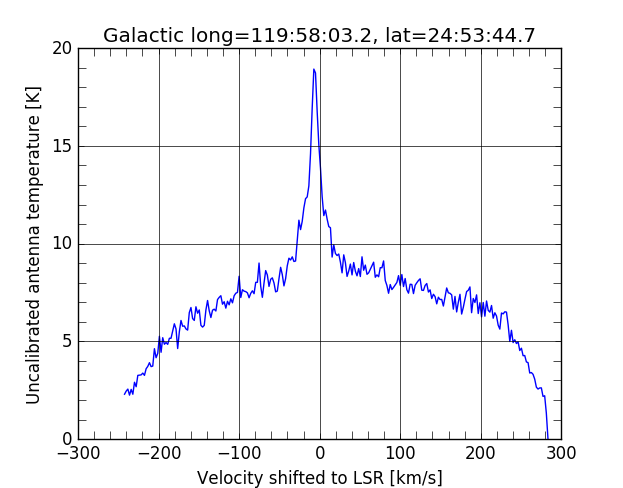 Galactic long=119:58:03.2, lat=24:53:44.7
20
15
10
5
0
Uncalibrated antenna temperature [K]
−300 −200 −100 0 100 200 300
Velocity shifted to LSR [km/s]